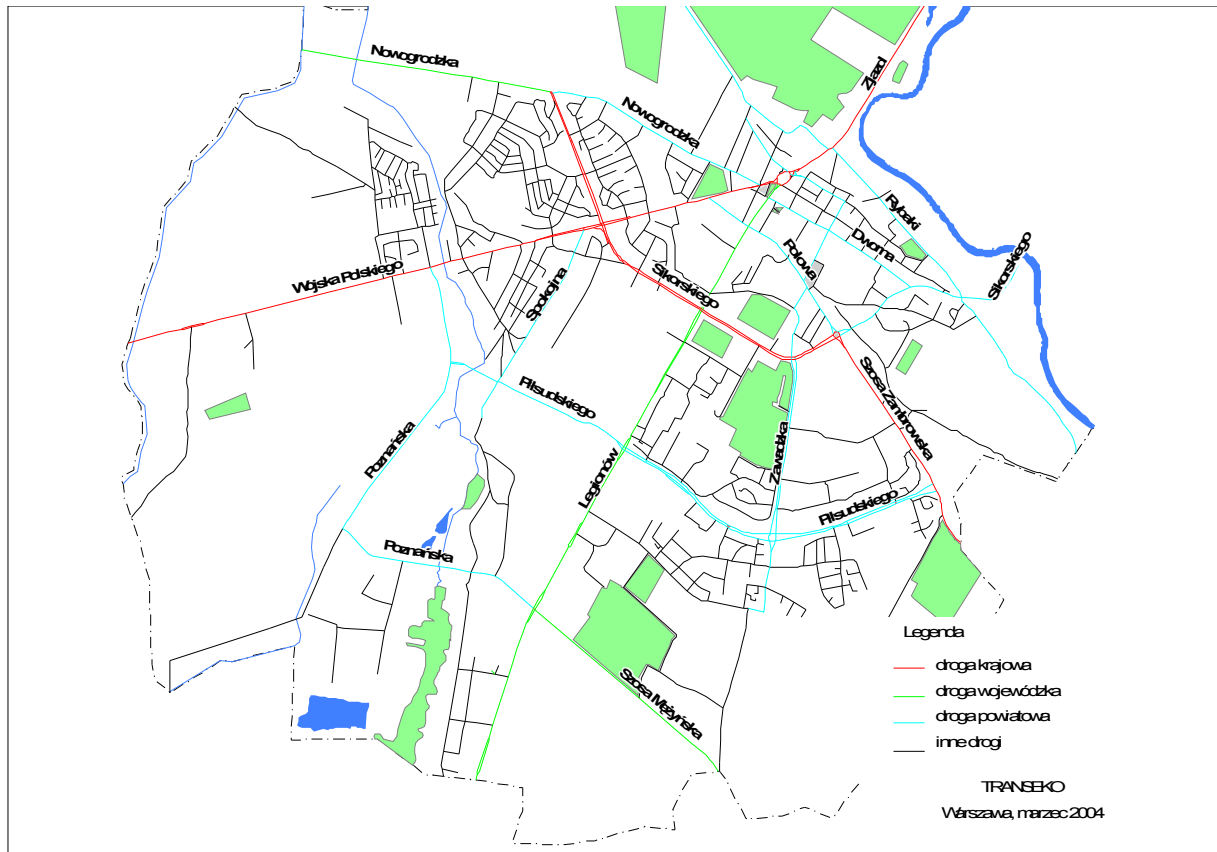 Nowogrodzka
Zjazd
Nowogrodzka
Rybaki
Dworna
Sikorskiego
Polowa
Wojska Polskiego
Spokojna
Sikorskiego
Piłsudskiego
Szosa Zambrowska
Poznańska
Legionów
Zawadzka
Piłsudskiego
Poznańska
Szosa Mężyńska
Legenda
droga krajowa
droga wojewódzka
droga powiatowa
inne drogi
TRANSEKO
Warszawa, marzec 2004